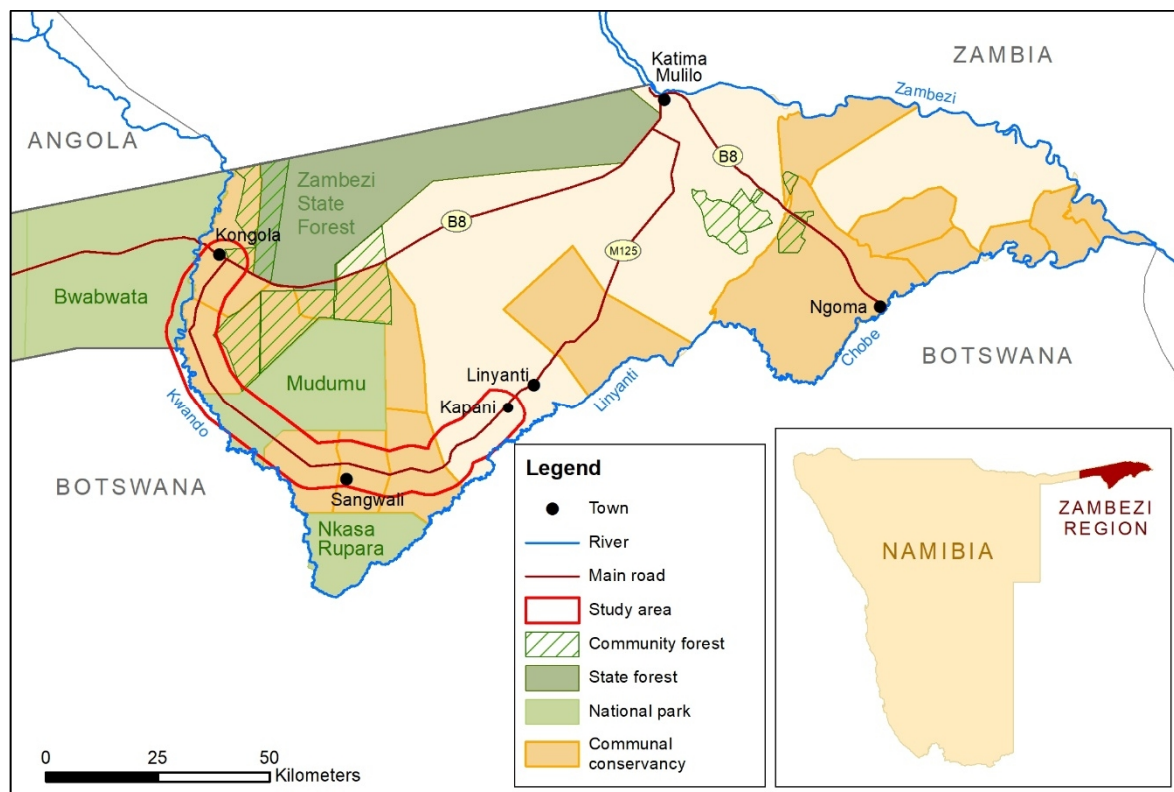 Katima
Mulilo
ZAMBIA
Zambezi
ANGOLA
B8
Zambezi
State
Forest
B8
Kongola
M125
Bwabwata
Ngoma
Mudumu
Linyanti
Chobe
BOTSWANA
Kapani
Linyanti
Kwando
BOTSWANA
Sangwali
Nkasa
Rupara
Legend
Town
River
Main road
Study area
Community forest
State forest
National park
Communal
conservancy
0 25 50
Kilometers
ZAMBEZI
REGION
NAMIBIA